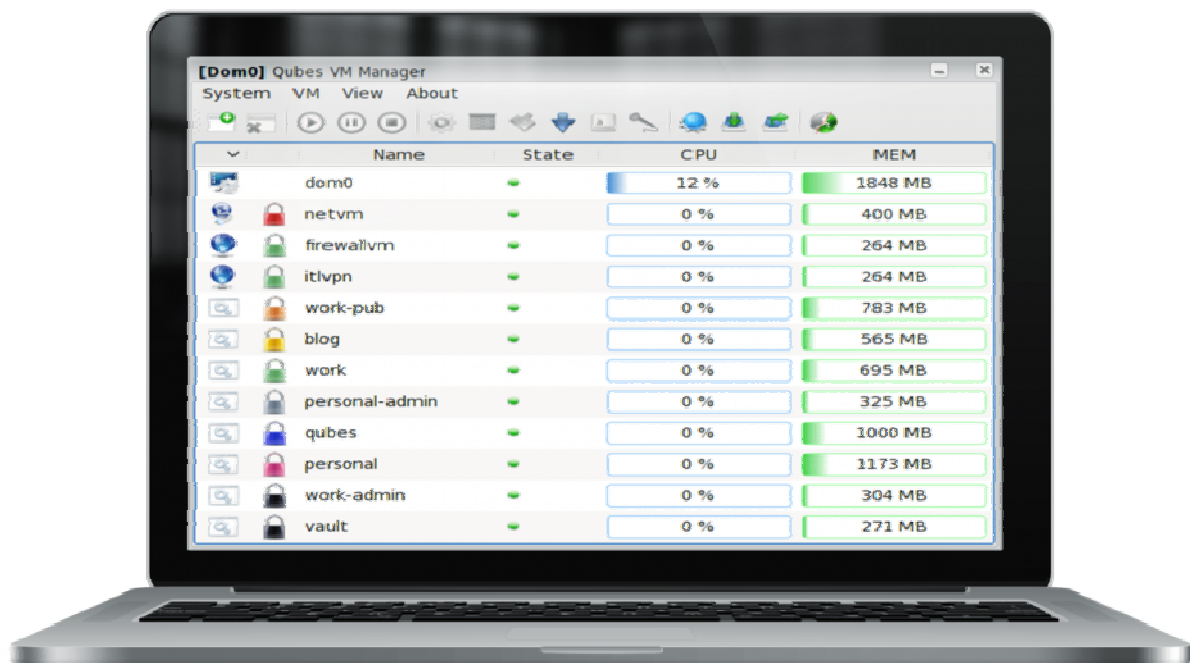 [Dom0] Qubes VM Manager
System VM View About
Name State CPU MEM
dom0 12 % 1848 MB
netvm 0 % 400 MB
firewallvm 0 % 264 MB
itlvpn 0 % 264 MB
work-pub 0 % 783 MB
blog 0 % 565 MB
work 0 % 695 MB
personal-admin 0 % 325 MB
qubes 0 % 1000 MB
personal 0 % 1173 MB
work-admin 0 % 304 MB
vault 0 % 271 MB